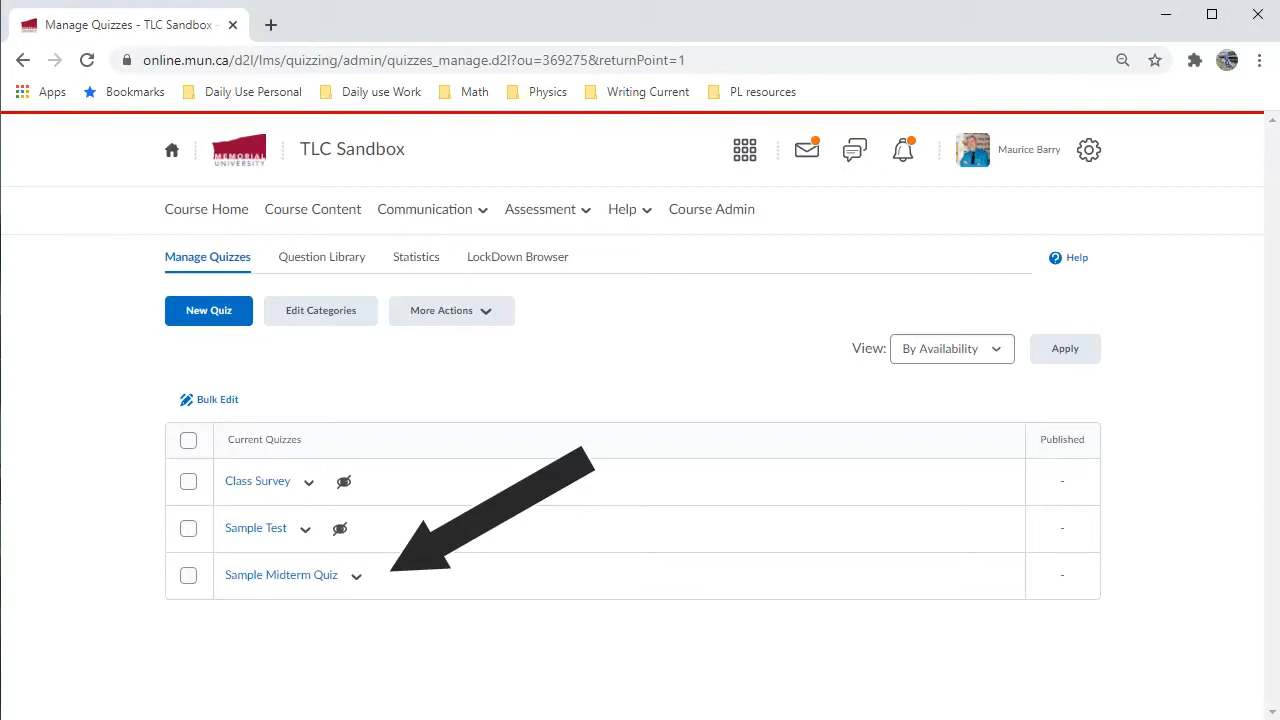 Manage Quizzes - TLC Sandbox
online.mun.ca/d2l/lms/quizzing/admin/quizzes_manage.d2l?ou=369275&returnPoint=1
Apps Bookmarks Daily Use Personal Daily use Work Math Physics Writing Current PL resources
MEMORIAL
UNIVERSITY
TLC Sandbox
Maurice Barry
Course Home Course Content Communication Assessment Help Course Admin
Manage Quizzes Question Library Statistics LockDown Browser Help
New Quiz Edit Categories More Actions
View: By Availability Apply
Bulk Edit
Current Quizzes Published
Class Survey -
Sample Test -
Sample Midterm Quiz -